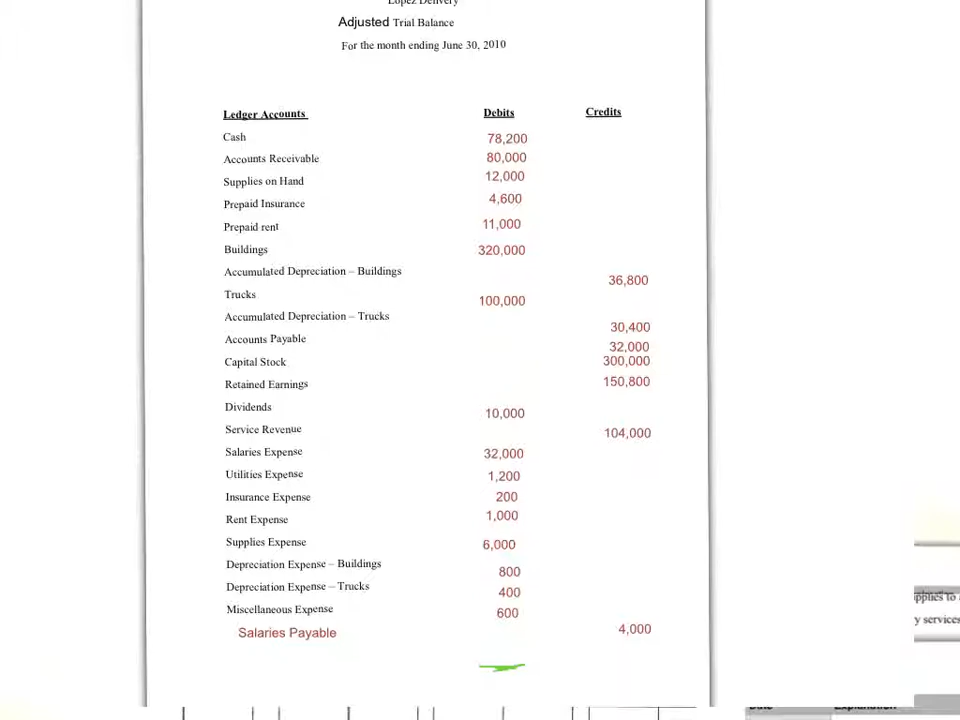 Lopez Delivery
Adjusted Trial Balance
For the month ending June 30, 2010
Ledger Accounts Debits Credits
Cash 78,200
Accounts Receivable 80,000
Supplies on Hand 12,000
Prepaid Insurance 4,600
Prepaid rent 11,000
Buildings 320,000
Accumulated Depreciation – Buildings 36,800
Trucks 100,000
Accumulated Depreciation – Trucks 30,400
Accounts Payable 32,000
Capital Stock 300,000
Retained Earnings 150,800
Dividends 10,000
Service Revenue 104,000
Salaries Expense 32,000
Utilities Expense 1,200
Insurance Expense 200
Rent Expense 1,000
Supplies Expense 6,000
Depreciation Expense – Buildings 800
Depreciation Expense – Trucks 400
Miscellaneous Expense 600
Salaries Payable 4,000
y services
Date Explanation